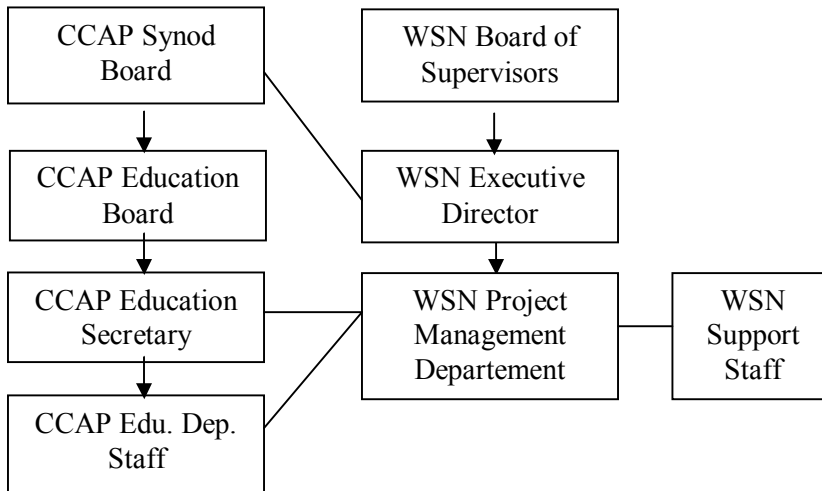 CCAP Synod
Board
WSN Board of
Supervisors
CCAP Education
Board
WSN Executive
Director
CCAP Education
Secretary
WSN Project
Management
Departement
WSN
Support
Staff
CCAP Edu. Dep.
Staff